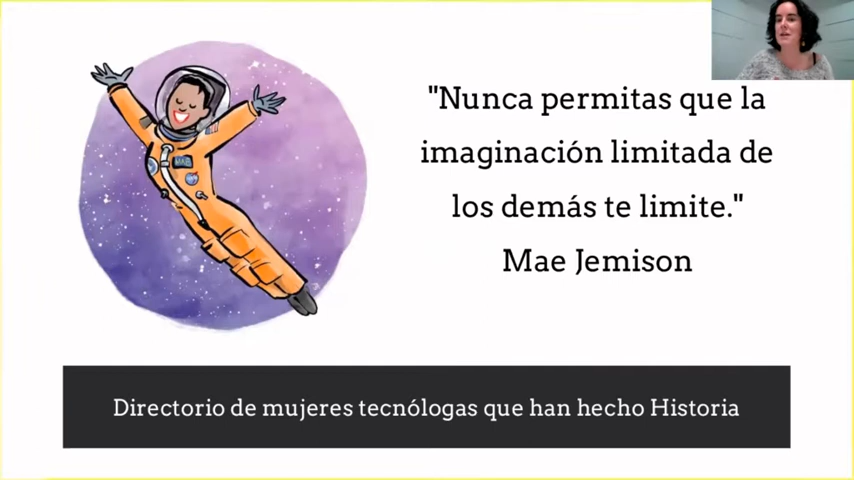 "Nunca permitas que la
imaginación limitada de
los demás te limite."
Mae Jemison
Directorio de mujeres tecnólogas que han hecho Historia